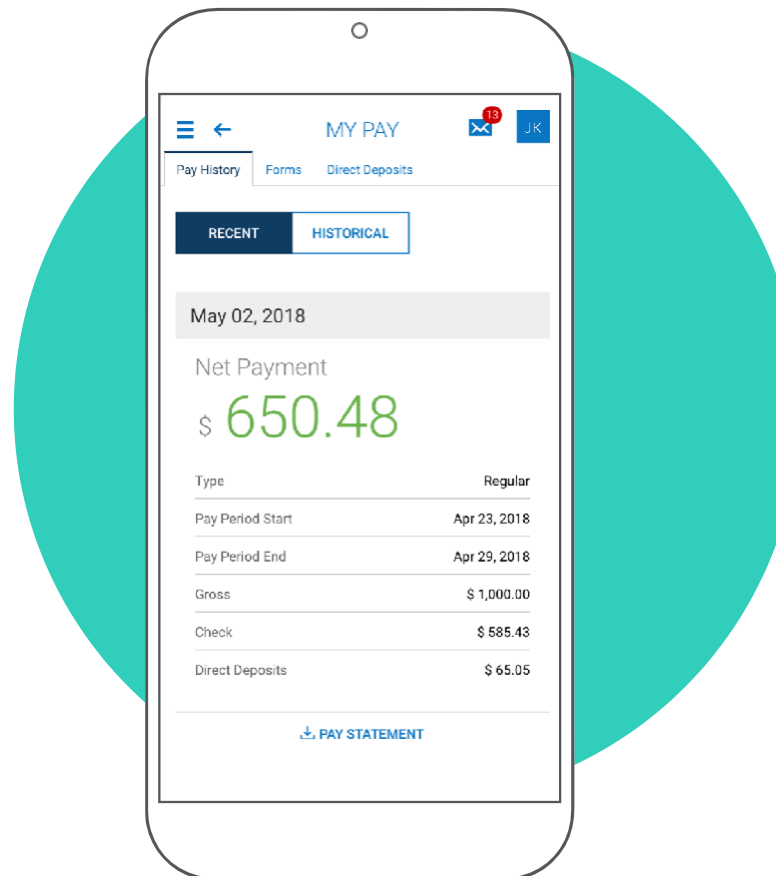 13
MY PAY JK
Pay History Forms Direct Deposits
RECENT HISTORICAL
May 02, 2018
Net Payment
$ 650.48
Type Regular
Pay Period Start Apr 23, 2018
Pay Period End Apr 29, 2018
Gross $ 1,000.00
Check $ 585.43
Direct Deposits $ 65.05
PAY STATEMENT